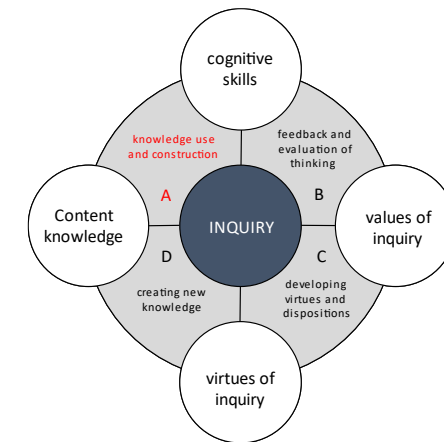 cognitive
skills
knowledge use
and construction
A
feedback and
evaluation of
thinking
B
Content
knowledge
INQUIRY
values of
inquiry
D
creating new
knowledge
C
developing
virtues and
dispositions
virtues of
inquiry